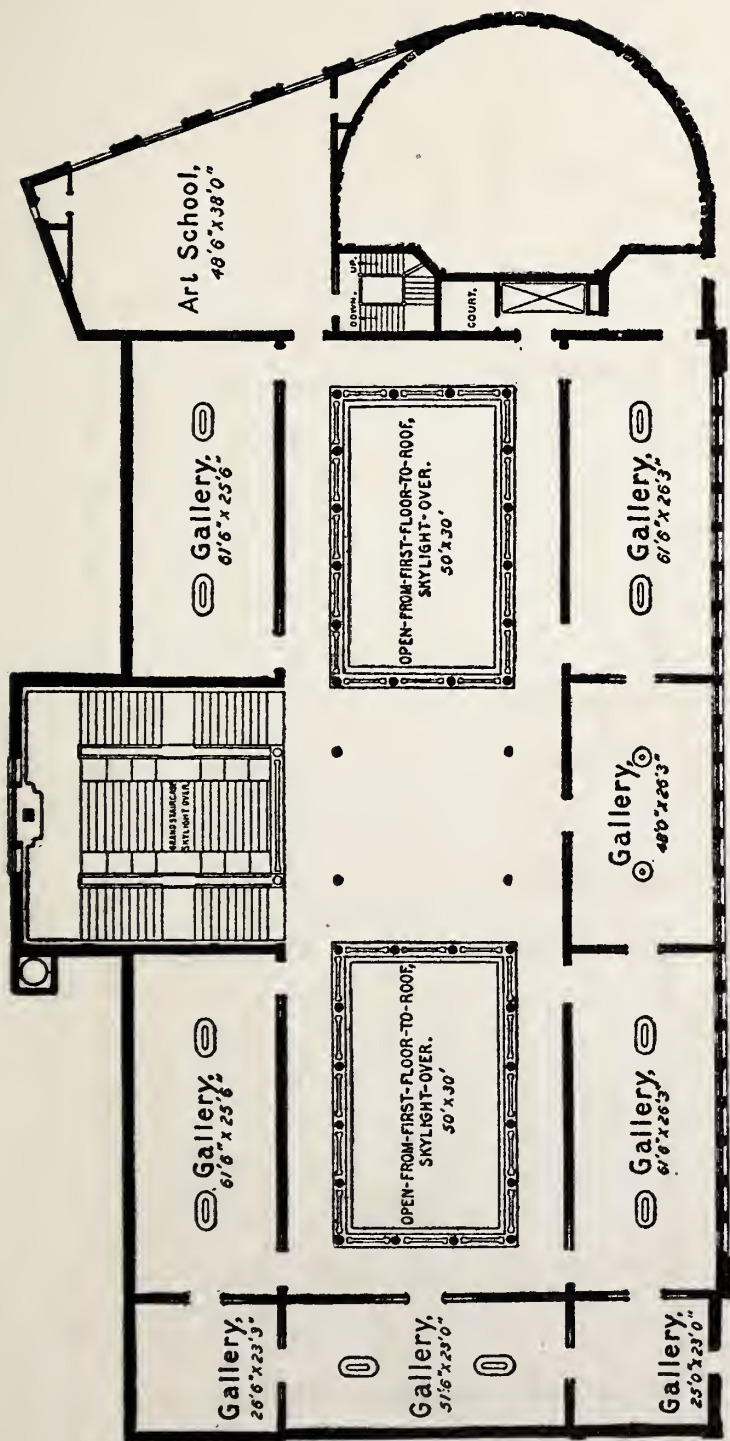 Art School,
48'6"X38'0"
DOWN. UP.
COURT.
Gallery,
61'6"X25'6"
OPEN-FROM-FIRST-FLOOR-TO-ROOF,
SKYLIGHT-OVER.
50'X30'
Gallery,
61'6"X26'3"
GRAND STAIRCASE
SKYLIGHT OVER.
Gallery,
48'0"X26'3"
Gallery,
61'6"X25'6"
OPEN-FROM-FIRST-FLOOR-TO-ROOF,
SKYLIGHT-OVER.
50'X30'
Gallery,
61'6"X26'3"
Gallery,
26'6"X23'3"
Gallery,
51'6"X23'0"
Gallery,
25'0"X23'0"